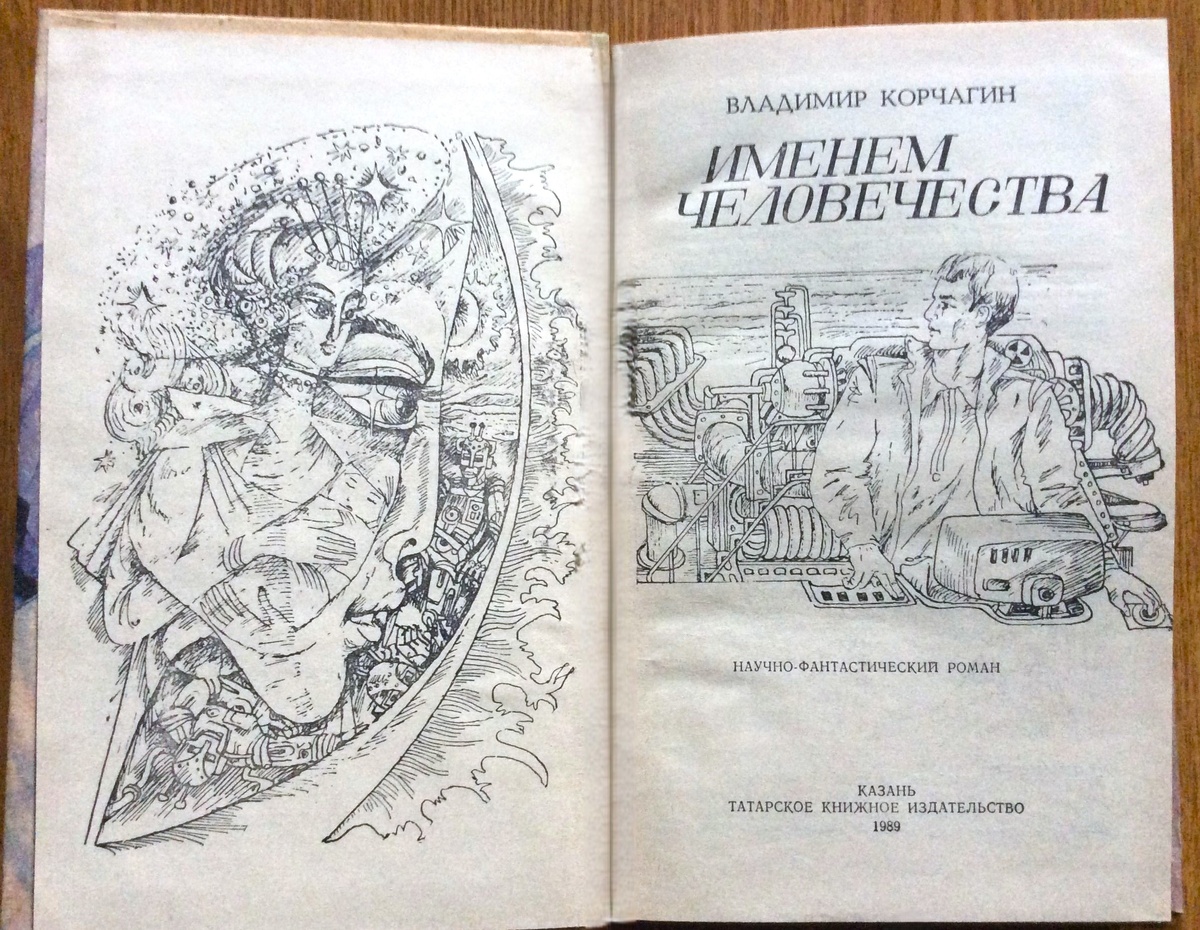 ВЛАДИМИР КОРЧАГИН
ИМЕНЕМ
ЧЕЛОВЕЧЕСТВА
НАУЧНО-ФАНТАСТИЧЕСКИЙ РОМАН
КАЗАНЬ
ТАТАРСКОЕ КНИЖНОЕ ИЗДАТЕЛЬСТВО
1989